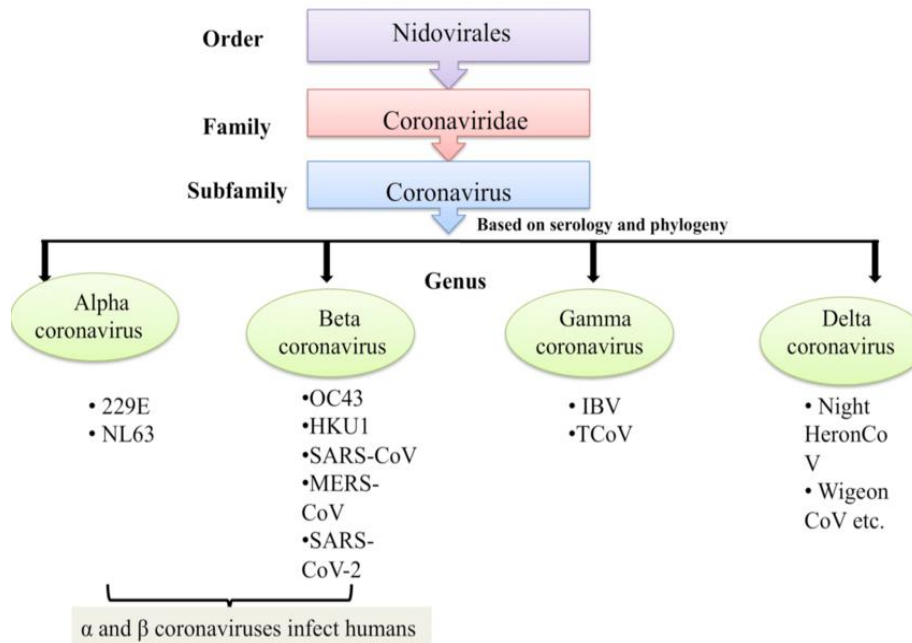 Order
Nidovirales
Family
Coronaviridae
Subfamily
Coronavirus
Based on serology and phylogeny
Genus
Alpha
coronavirus
Beta
coronavirus
Gamma
coronavirus
Delta
coronavirus
• 229E
• NL63
•OC43
•HKU1
•SARS-CoV
•MERS-
CoV
•SARS-
CoV-2
• IBV
•TCoV
• Night
HeronCo
V
• Wigeon
CoV etc.
α and β coronaviruses infect humans